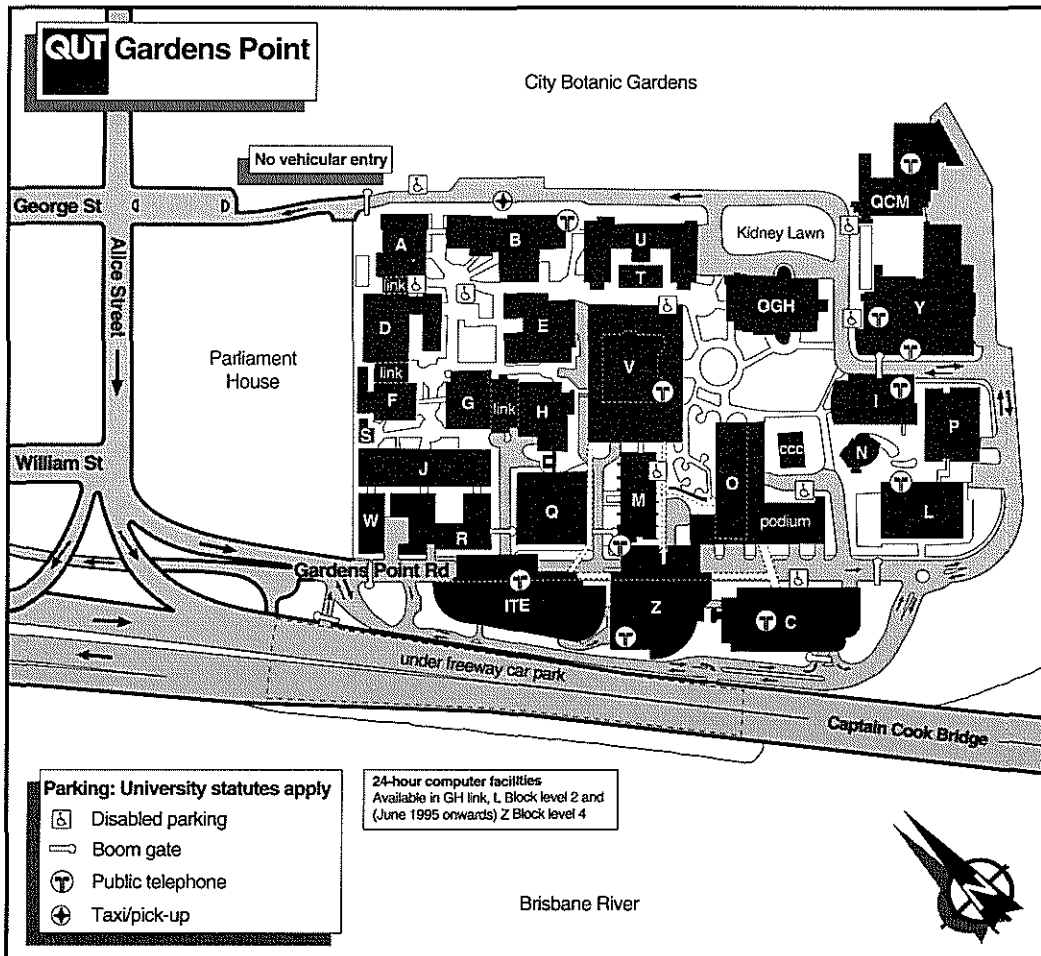 QUT Gardens Point
City Botanic Gardens
No vehicular entry
George St
Alice Street
QCM
Kidney Lawn
A
B
U
T
link
OGH
Y
D
E
Parliament
House
V
link
F
G
link
H
I
P
S
CCC
N
William St
J
O
W
R
Q
M
podium
L
Gardens Point Rd
ITE
Z
C
under freeway car park
Captain Cook Bridge
Parking: University statutes apply
Disabled parking
Boom gate
Public telephone
Taxi/pick-up
24-hour computer facilities
Available in GH link, L Block level 2 and
(June 1995 onwards) Z Block level 4
Brisbane River
N